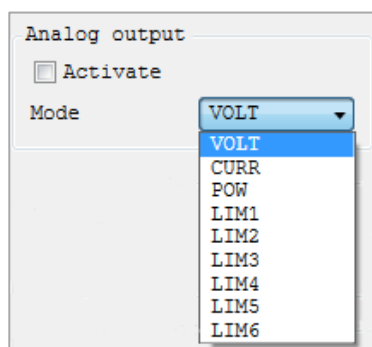 Analog output
Activate
Mode VOLT
VOLT
CURR
POW
LIM1
LIM2
LIM3
LIM4
LIM5
LIM6